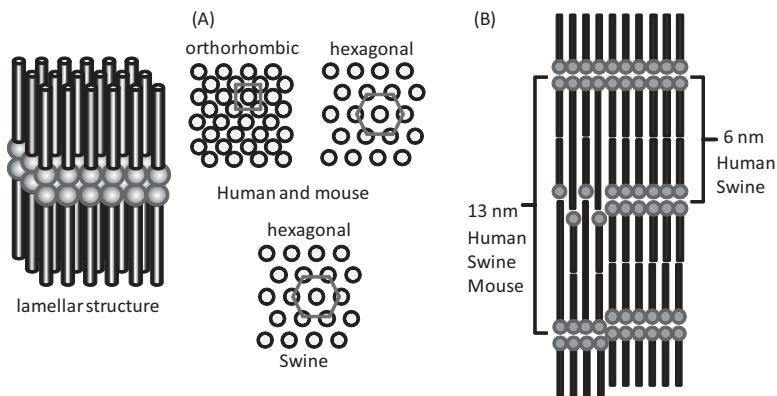 (A)
orthorhombic
hexagonal
Human and mouse
hexagonal
Swine
lamellar structure
(B)
6 nm
Human
Swine
13 nm
Human
Swine
Mouse